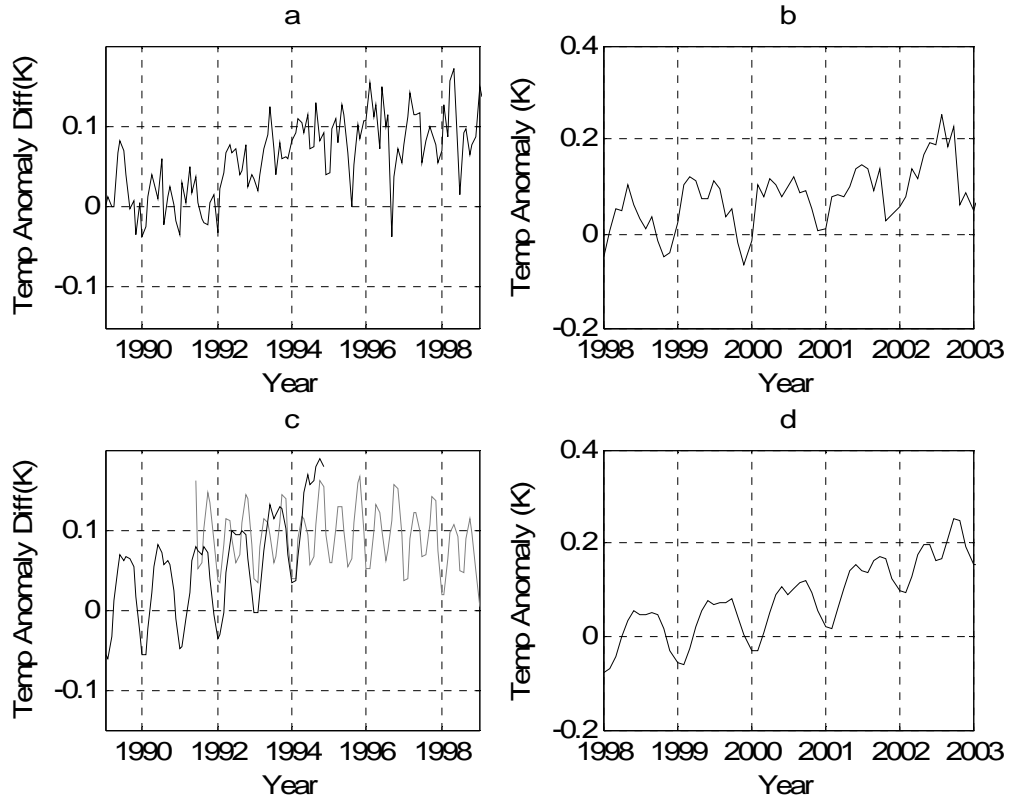 a
Temp Anomaly Diff(K)
0.1
0
-0.1
1990 1992 1994 1996 1998
Year
b
Temp Anomaly (K)
0.4
0.2
0
-0.2
1998 1999 2000 2001 2002 2003
Year
c
Temp Anomaly Diff(K)
0.1
0
-0.1
1990 1992 1994 1996 1998
Year
d
Temp Anomaly (K)
0.4
0.2
0
-0.2
1998 1999 2000 2001 2002 2003
Year